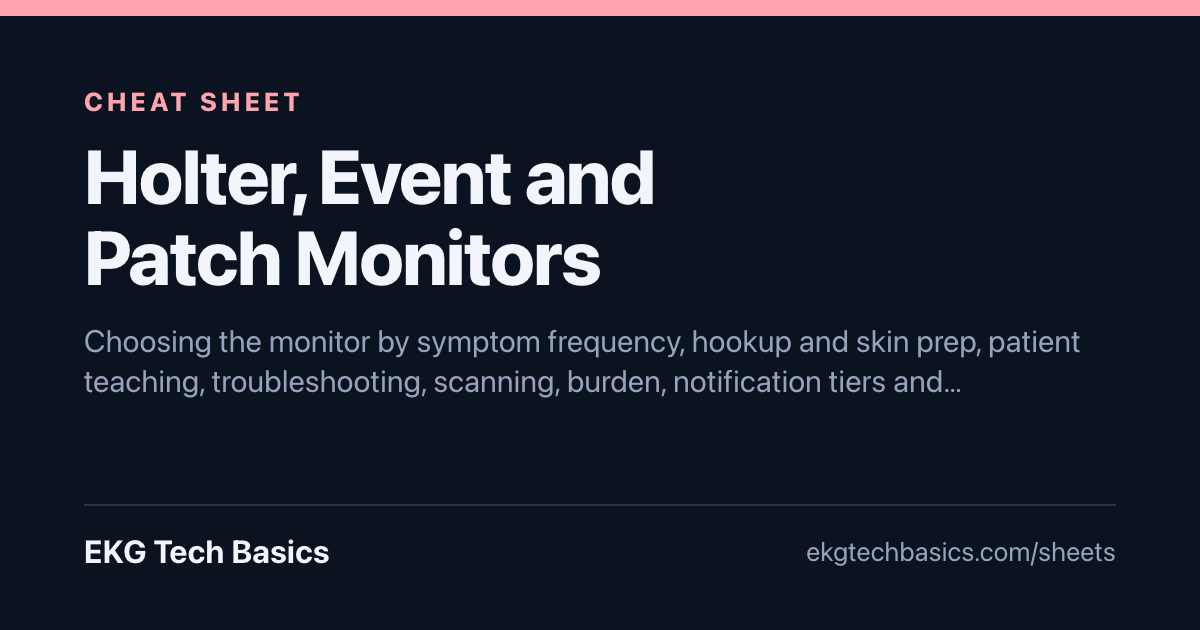 CHEAT SHEET
Holter, Event and
Patch Monitors
Choosing the monitor by symptom frequency, hookup and skin prep, patient
teaching, troubleshooting, scanning, burden, notification tiers and…
EKG Tech Basics
ekgtechbasics.com/sheets